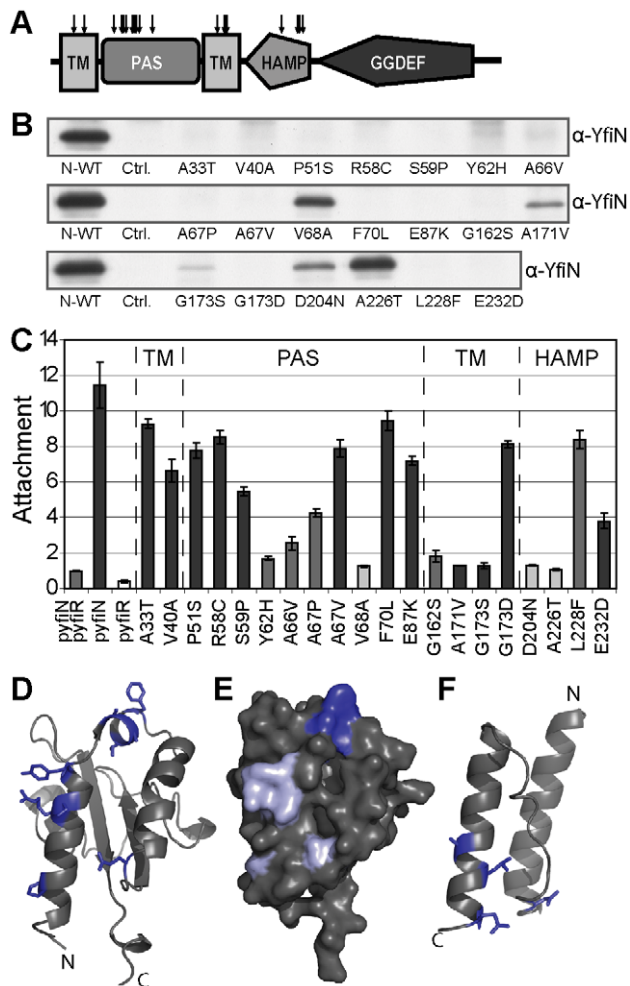 A
TM PAS TM HAMP GGDEF
B
α-YfiN
N-WT Ctrl. A33T V40A P51S R58C S59P Y62H A66V
α-YfiN
N-WT Ctrl. A67P A67V V68A F70L E87K G162S A171V
α-YfiN
N-WT Ctrl. G173S G173D D204N A226T L228F E232D
C
TM PAS TM HAMP
Attachment
14
12
10
8
6
4
2
0
pyfiN pyfiR pyfiN pyfiR A33T V40A P51S R58C S59P Y62H A66V A67P A67V V68A F70L E87K G162S A171V G173S G173D D204N A226T L228F E232D
D E F
N
N C
C